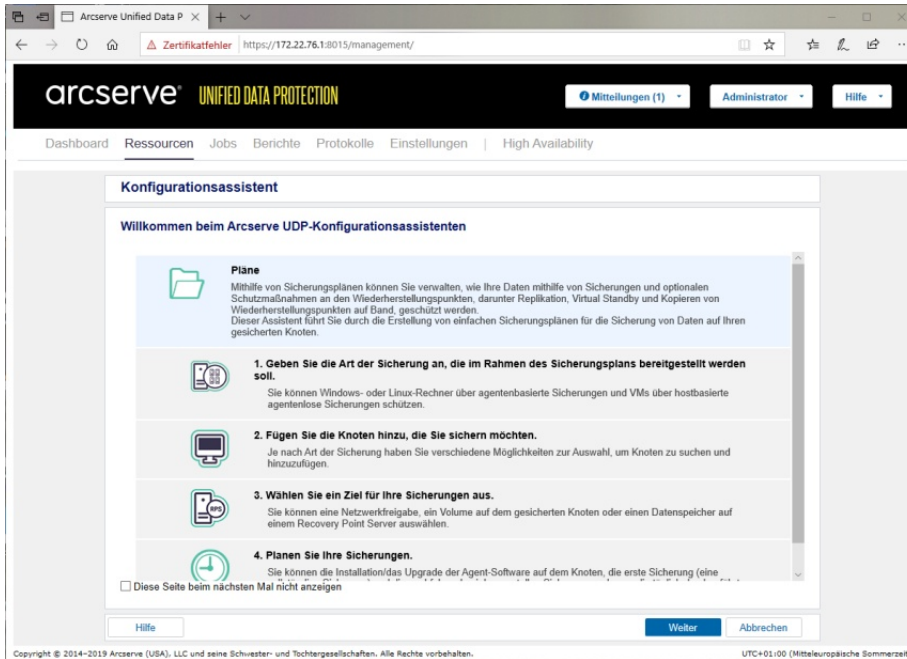 Arcserve Unified Data P
Zertifikatfehler https://172.22.76.1:8015/management/
arcserve® UNIFIED DATA PROTECTION
Mitteilungen (1) Administrator Hilfe
Dashboard Ressourcen Jobs Berichte Protokolle Einstellungen | High Availability
Konfigurationsassistent
Willkommen beim Arcserve UDP-Konfigurationsassistenten
Pläne
Mithilfe von Sicherungsplänen können Sie verwalten, wie Ihre Daten mithilfe von Sicherungen und optionalen
Schutzmaßnahmen an den Wiederherstellungspunkten, darunter Replikation, Virtual Standby und Kopieren von
Wiederherstellungspunkten auf Band, geschützt werden.
Dieser Assistent führt Sie durch die Erstellung von einfachen Sicherungsplänen für die Sicherung von Daten auf Ihren
gesicherten Knoten.
1. Geben Sie die Art der Sicherung an, die im Rahmen des Sicherungsplans bereitgestellt werden
soll.
Sie können Windows- oder Linux-Rechner über agentenbasierte Sicherungen und VMs über hostbasierte
agentenlose Sicherungen schützen.
2. Fügen Sie die Knoten hinzu, die Sie sichern möchten.
Je nach Art der Sicherung haben Sie verschiedene Möglichkeiten zur Auswahl, um Knoten zu suchen und
hinzuzufügen.
RPS
3. Wählen Sie ein Ziel für Ihre Sicherungen aus.
Sie können eine Netzwerkfreigabe, ein Volume auf dem gesicherten Knoten oder einen Datenspeicher auf
einem Recovery Point Server auswählen.
4. Planen Sie Ihre Sicherungen.
Sie können die Installation/das Upgrade der Agent-Software auf dem Knoten, die erste Sicherung (eine
Diese Seite beim nächsten Mal nicht anzeigen
Hilfe Weiter Abbrechen
Copyright © 2014-2019 Arcserve (USA), LLC und seine Schwester- und Tochtergesellschaften. Alle Rechte vorbehalten. UTC+01:00 (Mitteleuropäische Sommerzeit